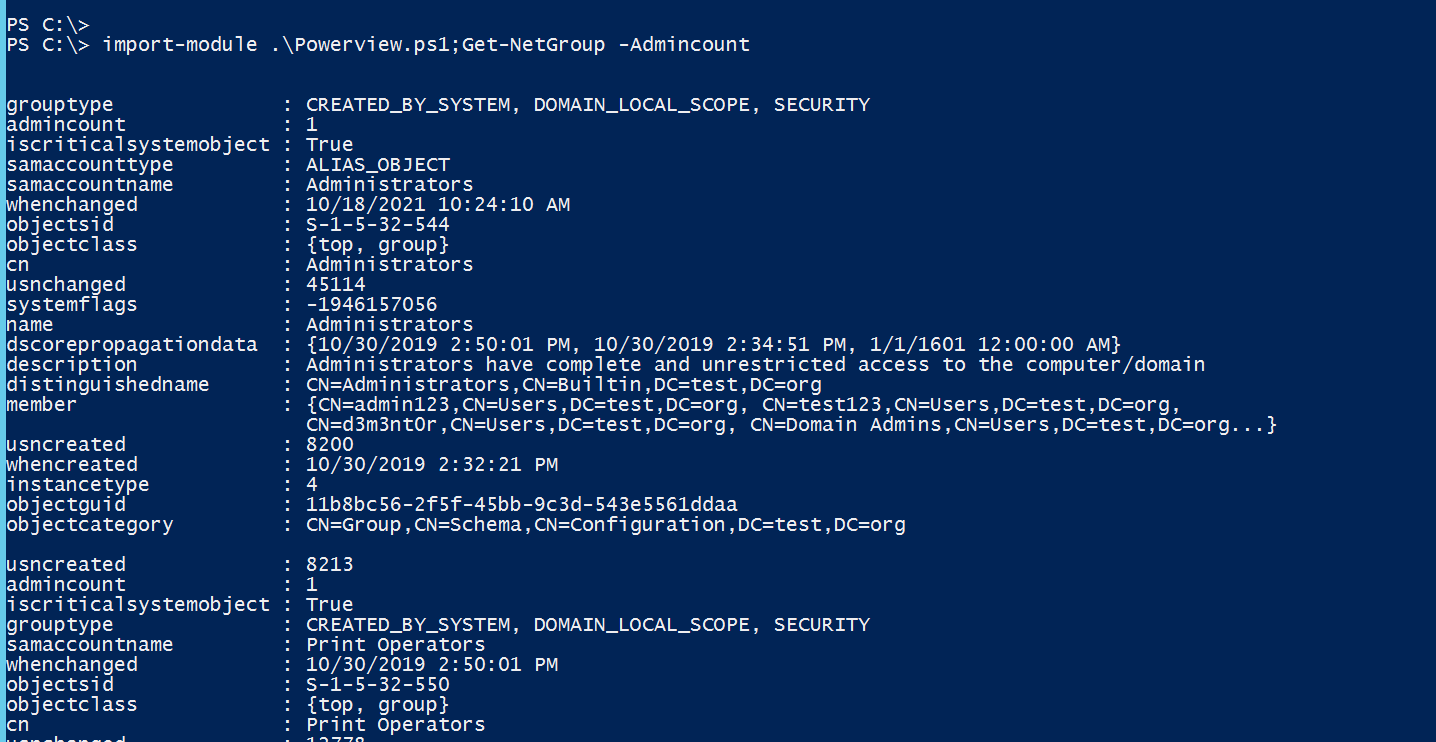 PS C:\>
PS C:\> import-module .\Powerview.ps1;Get-NetGroup -Admincount
grouptype : CREATED_BY_SYSTEM, DOMAIN_LOCAL_SCOPE, SECURITY
admincount : 1
iscriticalsystemobject : True
samaccounttype : ALIAS_OBJECT
samaccountname : Administrators
whenchanged : 10/18/2021 10:24:10 AM
objectsid : S-1-5-32-544
objectclass : {top, group}
cn : Administrators
usnchanged : 45114
systemflags : -1946157056
name : Administrators
dscorepropagationdata : {10/30/2019 2:50:01 PM, 10/30/2019 2:34:51 PM, 1/1/1601 12:00:00 AM}
description : Administrators have complete and unrestricted access to the computer/domain
distinguishedname : CN=Administrators,CN=Builtin,DC=test,DC=org
member : {CN=admin123,CN=Users,DC=test,DC=org, CN=test123,CN=Users,DC=test,DC=org,
CN=d3m3nt0r,CN=Users,DC=test,DC=org, CN=Domain Admins,CN=Users,DC=test,DC=org...}
usncreated : 8200
whencreated : 10/30/2019 2:32:21 PM
instancetype : 4
objectguid : 11b8bc56-2f5f-45bb-9c3d-543e5561ddaa
objectcategory : CN=Group,CN=Schema,CN=Configuration,DC=test,DC=org
usncreated : 8213
admincount : 1
iscriticalsystemobject : True
grouptype : CREATED_BY_SYSTEM, DOMAIN_LOCAL_SCOPE, SECURITY
samaccountname : Print Operators
whenchanged : 10/30/2019 2:50:01 PM
objectsid : S-1-5-32-550
objectclass : {top, group}
cn : Print Operators
usnchanged :